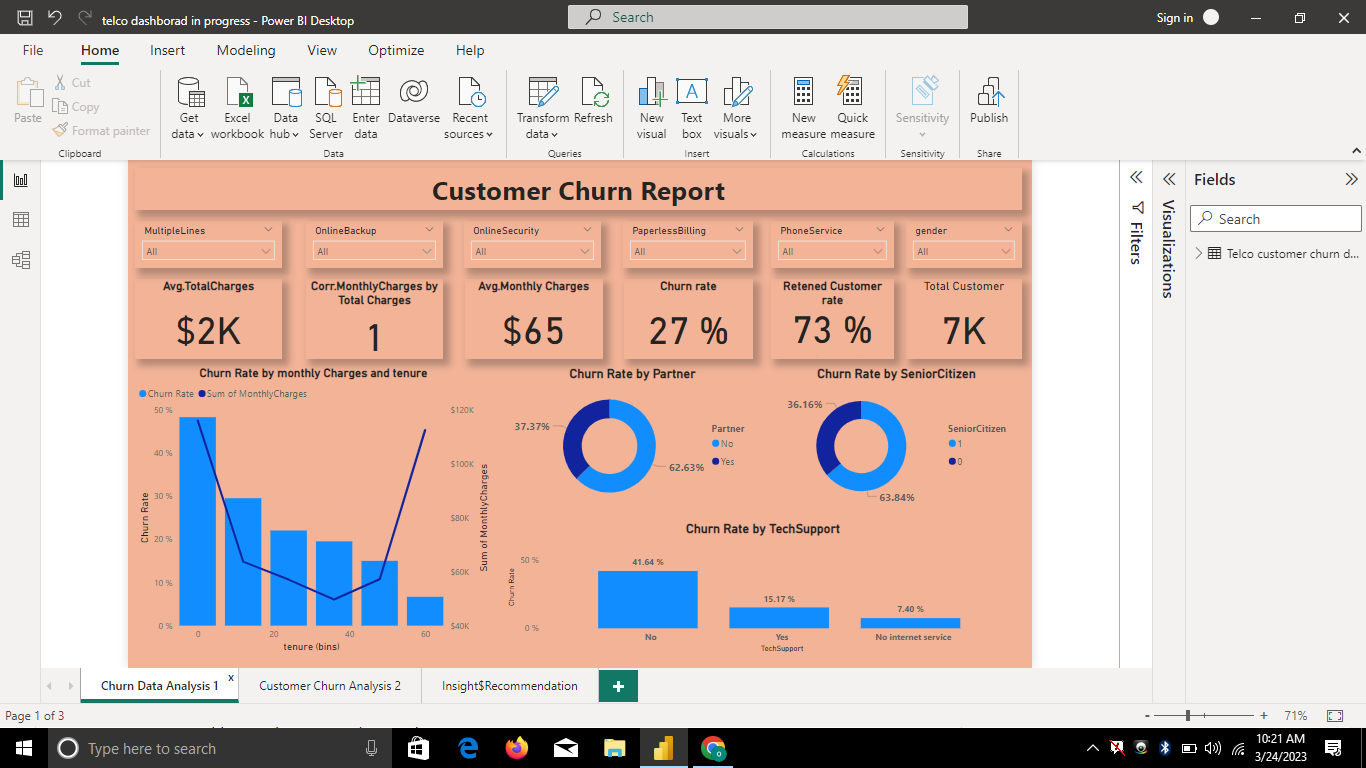 telco dashborad in progress - Power BI Desktop
Search
Sign in
File Home Insert Modeling View Optimize Help
Paste
Cut
Copy
Format painter
Clipboard
Get data
Excel workbook
Data hub
SQL Server
Enter data
Dataverse
Recent sources
Data
Transform data
Refresh
Queries
New visual
Text box
More visuals
Insert
New measure
Quick measure
Calculations
Sensitivity
Sensitivity
Publish
Share
Customer Churn Report
MultipleLines
All
OnlineBackup
All
OnlineSecurity
All
PaperlessBilling
All
PhoneService
All
gender
All
Avg.TotalCharges
$2K
Corr.MonthlyCharges by
Total Charges
1
Avg.Monthly Charges
$65
Churn rate
27 %
Retened Customer
rate
73 %
Total Customer
7K
Churn Rate by monthly Charges and tenure
Churn Rate Sum of MonthlyCharges
Churn Rate
50 %
40 %
30 %
20 %
10 %
0 %
0 20 40 60
tenure (bins)
$120K
$100K
$80K
$60K
$40K
Sum of MonthlyCharges
Churn Rate by Partner
37.37%
62.63%
Partner
No
Yes
Churn Rate by SeniorCitizen
36.16%
63.84%
SeniorCitizen
1
0
Churn Rate by TechSupport
Churn Rate
50 %
0 %
41.64 %
15.17 %
7.40 %
No Yes No internet service
TechSupport
Filters
Visualizations
Fields
Search
Telco customer churn d...
Churn Data Analysis 1 x
Customer Churn Analysis 2
Insight$Recommendation
+
Page 1 of 3
- + 71%
Type here to search
10:21 AM
3/24/2023